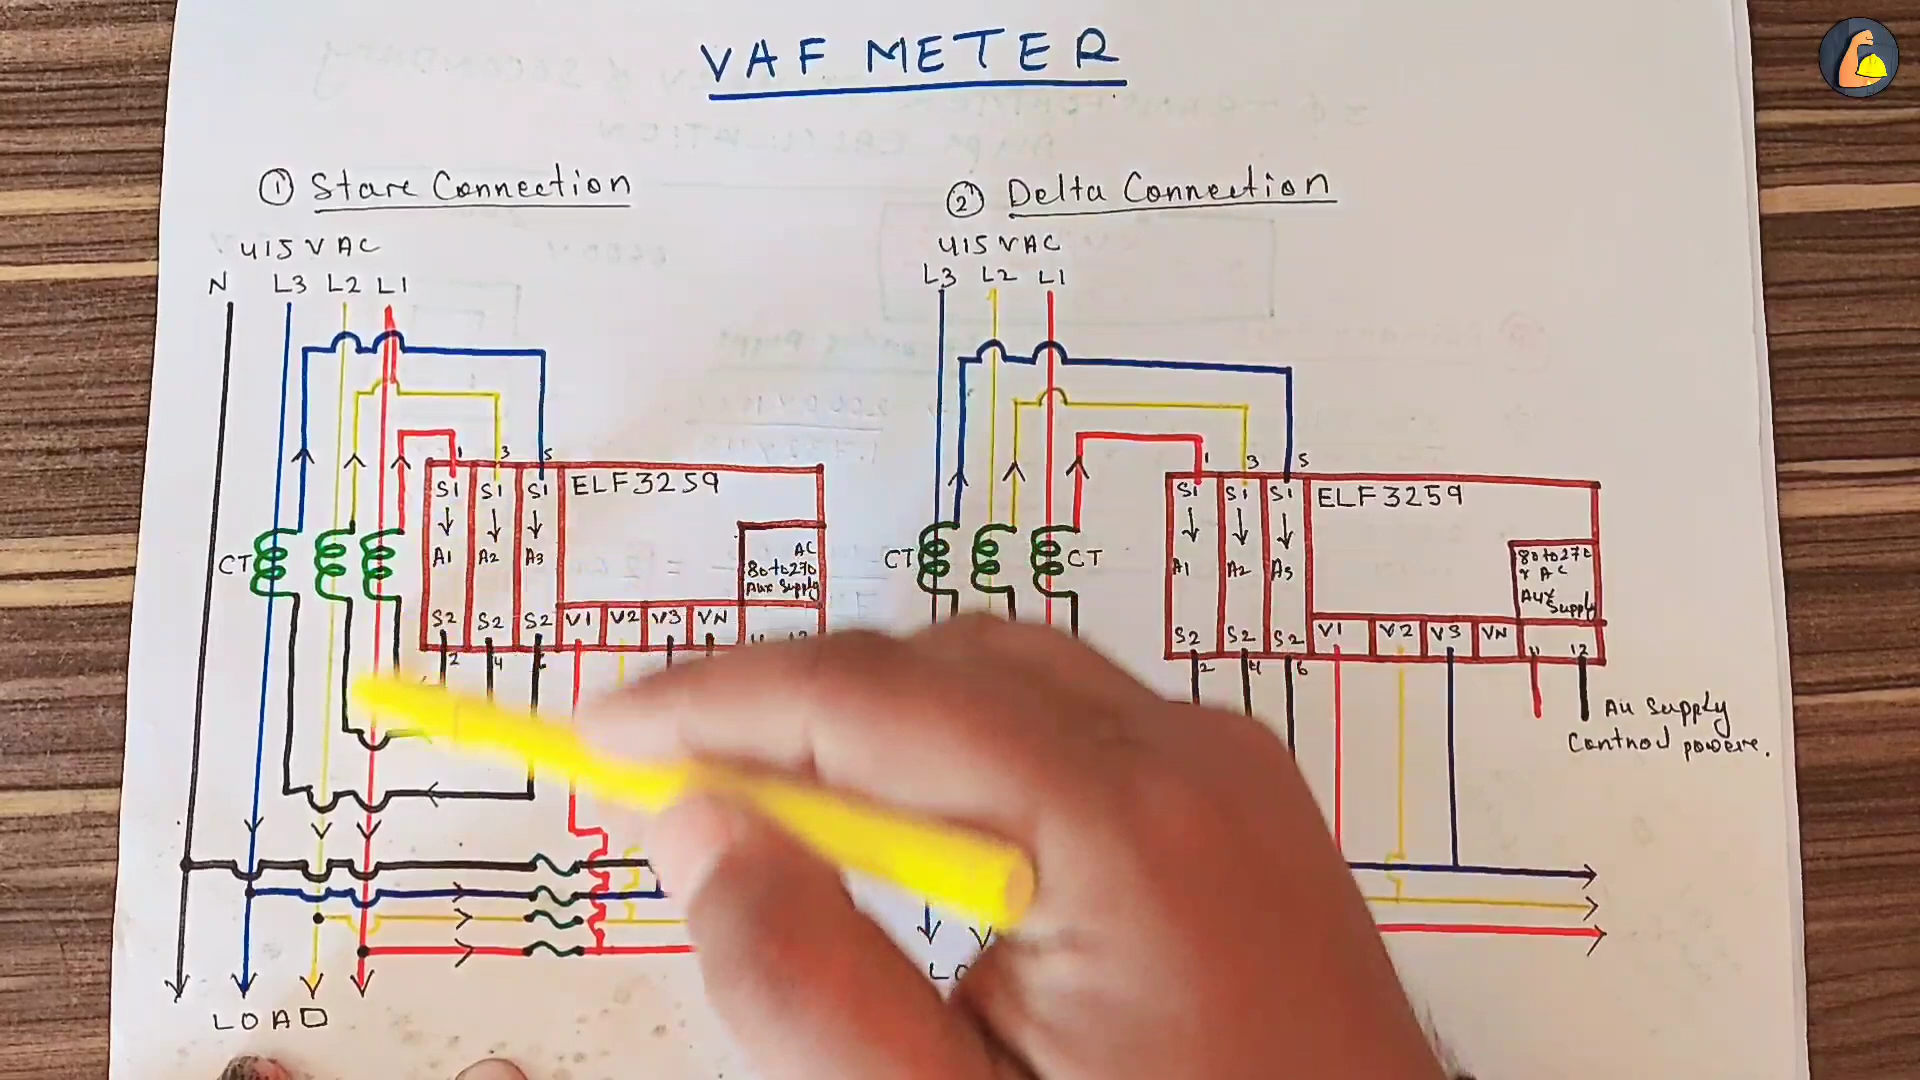 VAF METER
① Stare Connection
415 V AC
N L3 L2 L1
1 3 5
S1 S1 S1 ELF3259
CT
A1 A2 A3
AC
80 to 270
Aux Supply
S2 S2 S2 V1 V2 V3 VN
2 4
LOAD
② Delta Connection
415 V AC
L3 L2 L1
1 3 5
S1 S1 S1 ELF3259
CT CT
A1 A2 A3
80 to 270
V AC
AUX
Supply
S2 S2 S2 V1 V2 V3 VN
11 12
2 4 6
Au Supply
Control powere.
LO